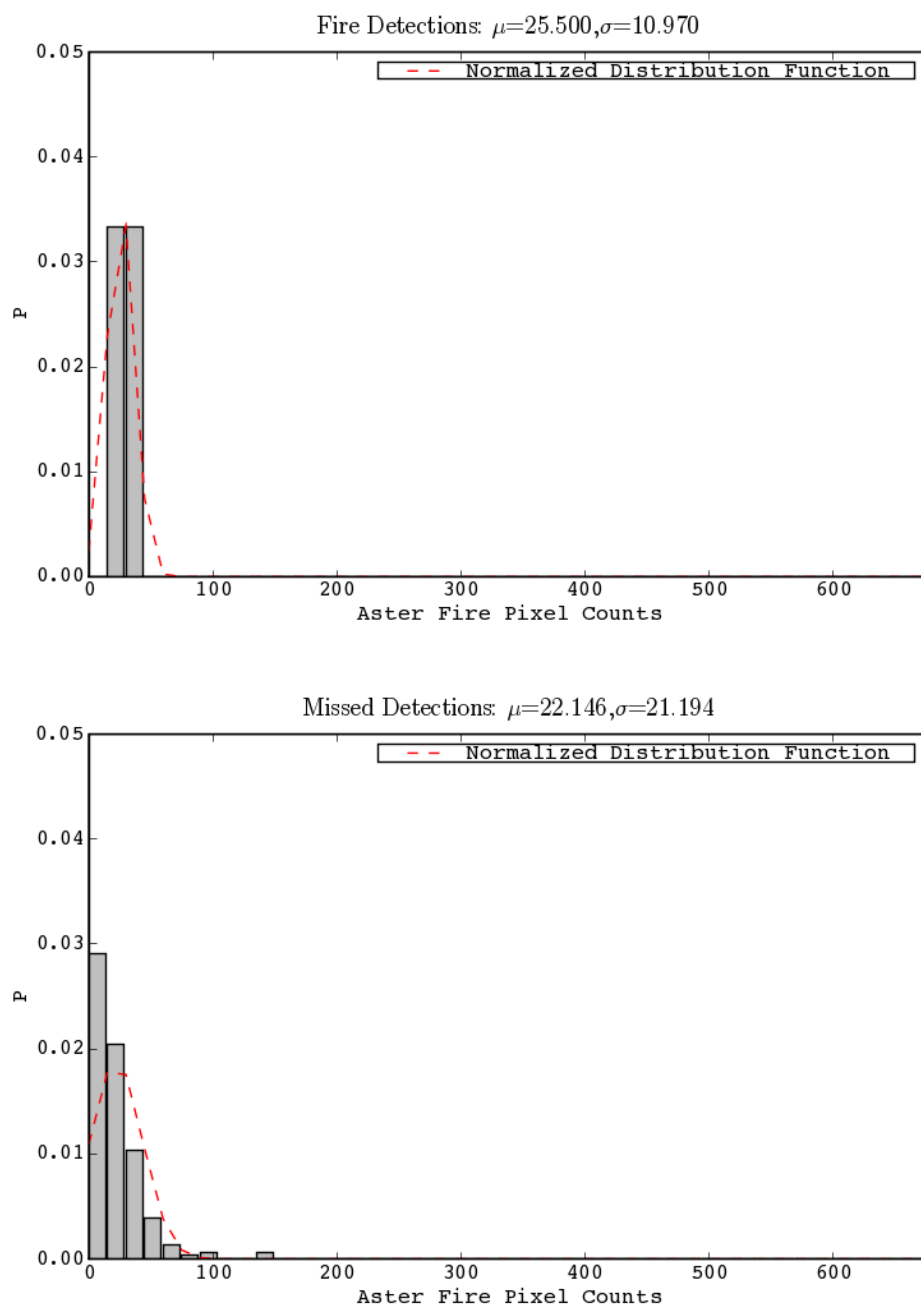 Fire Detections: μ=25.500,σ=10.970
0.05
Normalized Distribution Function
0.04
0.03
P
0.02
0.01
0.00
0 100 200 300 400 500 600
Aster Fire Pixel Counts
Missed Detections: μ=22.146,σ=21.194
0.05
Normalized Distribution Function
0.04
0.03
P
0.02
0.01
0.00
0 100 200 300 400 500 600
Aster Fire Pixel Counts